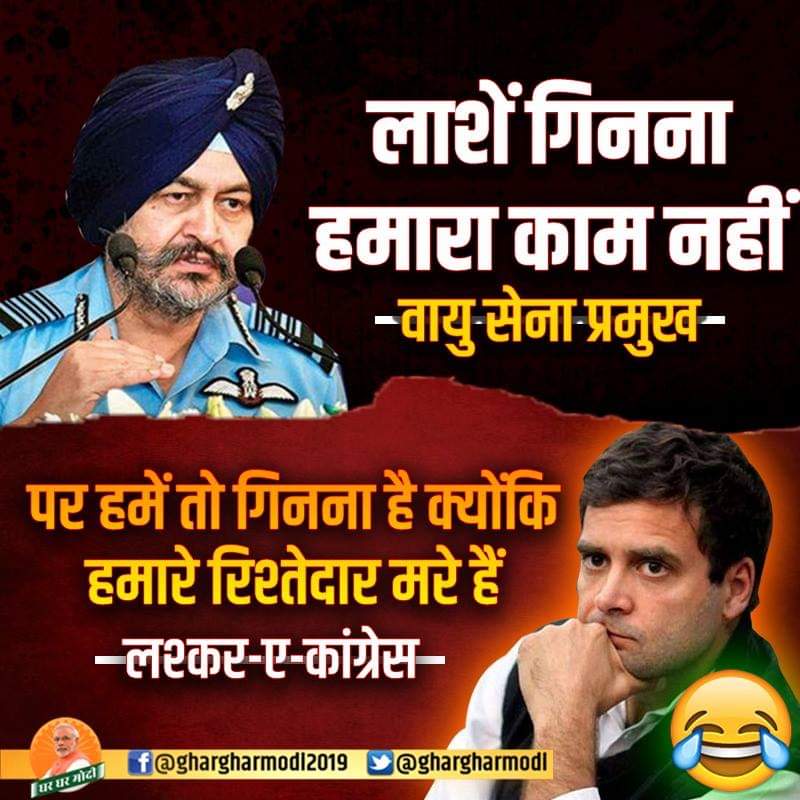 लाशें गिनना
हमारा काम नहीं
वायु सेना प्रमुख
पर हमें तो गिनना है क्योंकि
हमारे रिश्तेदार मरे हैं
लश्कर-ए-कांग्रेस
घर घर मोदी
@ghargharmodI2019 @ghargharmodI